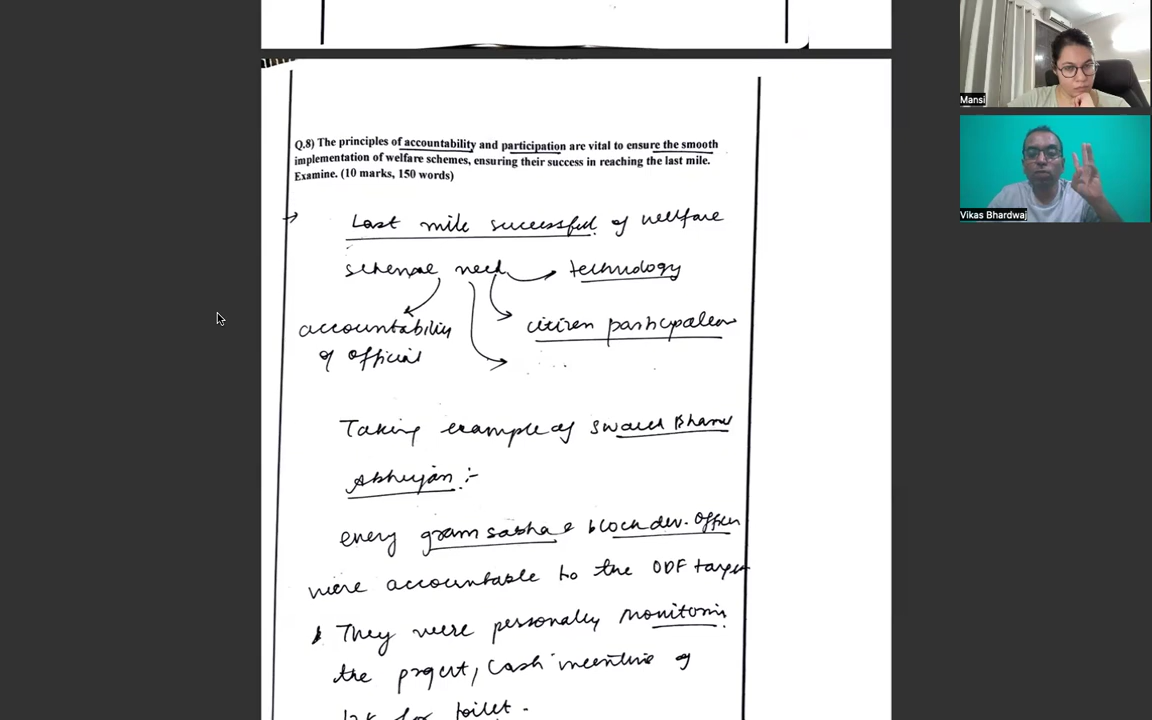 Q.8) The principles of accountability and participation are vital to ensure the smooth
implementation of welfare schemes, ensuring their success in reaching the last mile.
Examine. (10 marks, 150 words)
→ Last mile successful of welfare
scheme need → technology
accountability
of official
citizen participation
....
Taking example of Swach Bharat
Abhiyan :-
every gram sabha & block dev. officer
were accountable to the ODF target
They were personally monitoring
the project, cash incentive of
for toilet.
Mansi
Vikas Bhardwaj